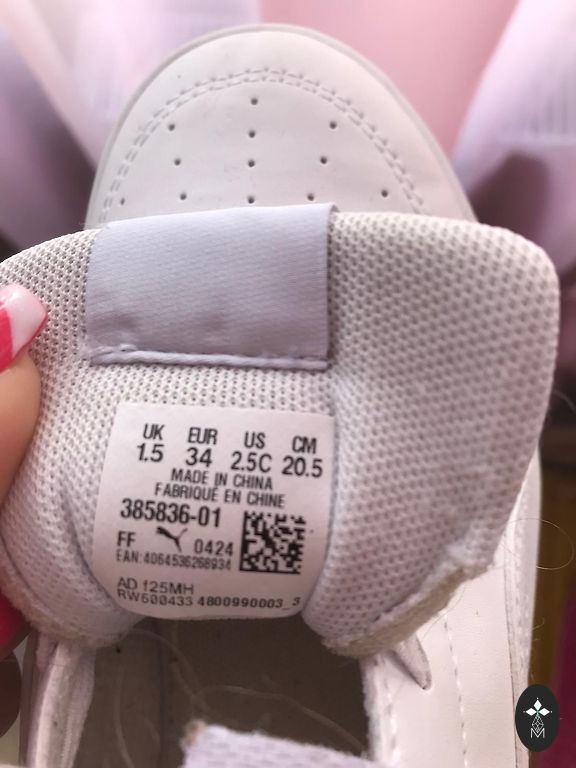 UK EUR US CM
1.5 34 2.5C 20.5
MADE IN CHINA
FABRIQUÉ EN CHINE
385836-01
FF 0424
EAN:4064536268934
AD f25MH
RW600433 4800990003_3
M